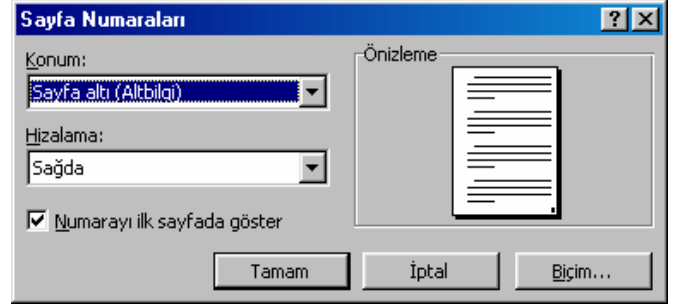 Sayfa Numaraları
Konum:
Sayfa altı (Altbilgi)
Hizalama:
Sağda
Numarayı ilk sayfada göster
Önizleme
Tamam
İptal
Biçim...